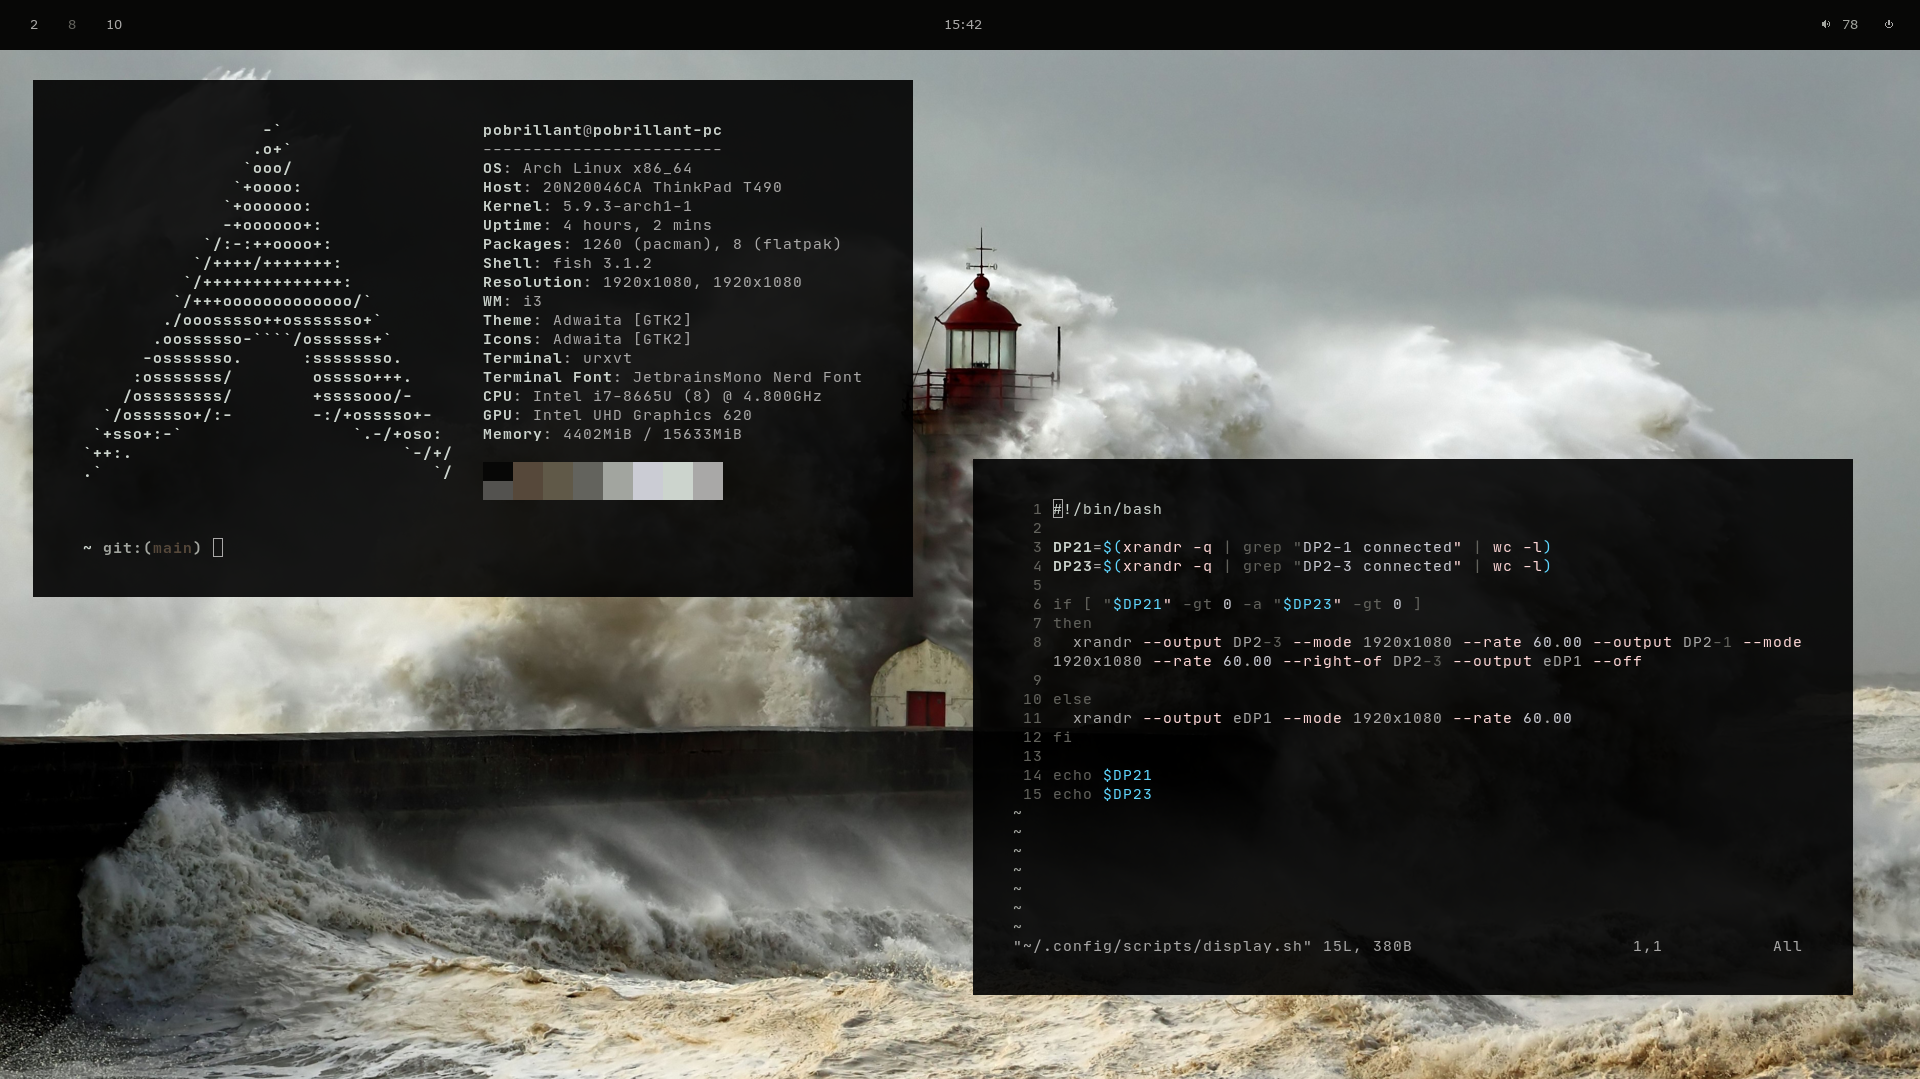 2 8 10 15:42 78
-`
.o+`
`ooo/
`+oooo:
`+oooooo:
-+oooooo+:
`/:-:++oooo+:
`/++++/+++++++:
`/++++++++++++++:
`/+++ooooooooooooo/`
./ooosssso++osssssso+`
.oossssso-````/ossssss+`
-osssssso. :ssssssso.
:osssssss/ osssso+++.
/ossssssss/ +ssssooo/-
`/ossssso+/:- -:/+osssso+-
`+sso+:-` `.-/+oso:
`++:. `-/+/
.` `/
pobrillant@pobrillant-pc
------------------------
OS: Arch Linux x86_64
Host: 20N20046CA ThinkPad T490
Kernel: 5.9.3-arch1-1
Uptime: 4 hours, 2 mins
Packages: 1260 (pacman), 8 (flatpak)
Shell: fish 3.1.2
Resolution: 1920x1080, 1920x1080
WM: i3
Theme: Adwaita [GTK2]
Icons: Adwaita [GTK2]
Terminal: urxvt
Terminal Font: JetbrainsMono Nerd Font
CPU: Intel i7-8665U (8) @ 4.800GHz
GPU: Intel UHD Graphics 620
Memory: 4402MiB / 15633MiB
~ git:(main)
1 #!/bin/bash
2
3 DP21=$(xrandr -q | grep "DP2-1 connected" | wc -l)
4 DP23=$(xrandr -q | grep "DP2-3 connected" | wc -l)
5
6 if [ "$DP21" -gt 0 -a "$DP23" -gt 0 ]
7 then
8 xrandr --output DP2-3 --mode 1920x1080 --rate 60.00 --output DP2-1 --mode
1920x1080 --rate 60.00 --right-of DP2-3 --output eDP1 --off
9
10 else
11 xrandr --output eDP1 --mode 1920x1080 --rate 60.00
12 fi
13
14 echo $DP21
15 echo $DP23
~
~
~
~
~
~
~
"~/.config/scripts/display.sh" 15L, 380B 1,1 All